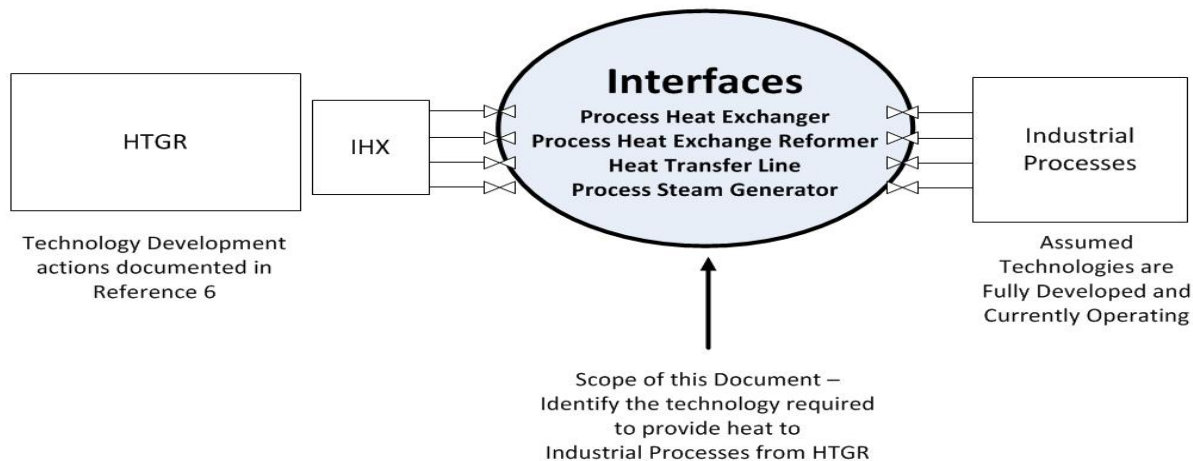 HTGR
IHX
Interfaces
Process Heat Exchanger
Process Heat Exchange Reformer
Heat Transfer Line
Process Steam Generator
Industrial
Processes
Technology Development
actions documented in
Reference 6
Assumed
Technologies are
Fully Developed and
Currently Operating
Scope of this Document –
Identify the technology required
to provide heat to
Industrial Processes from HTGR